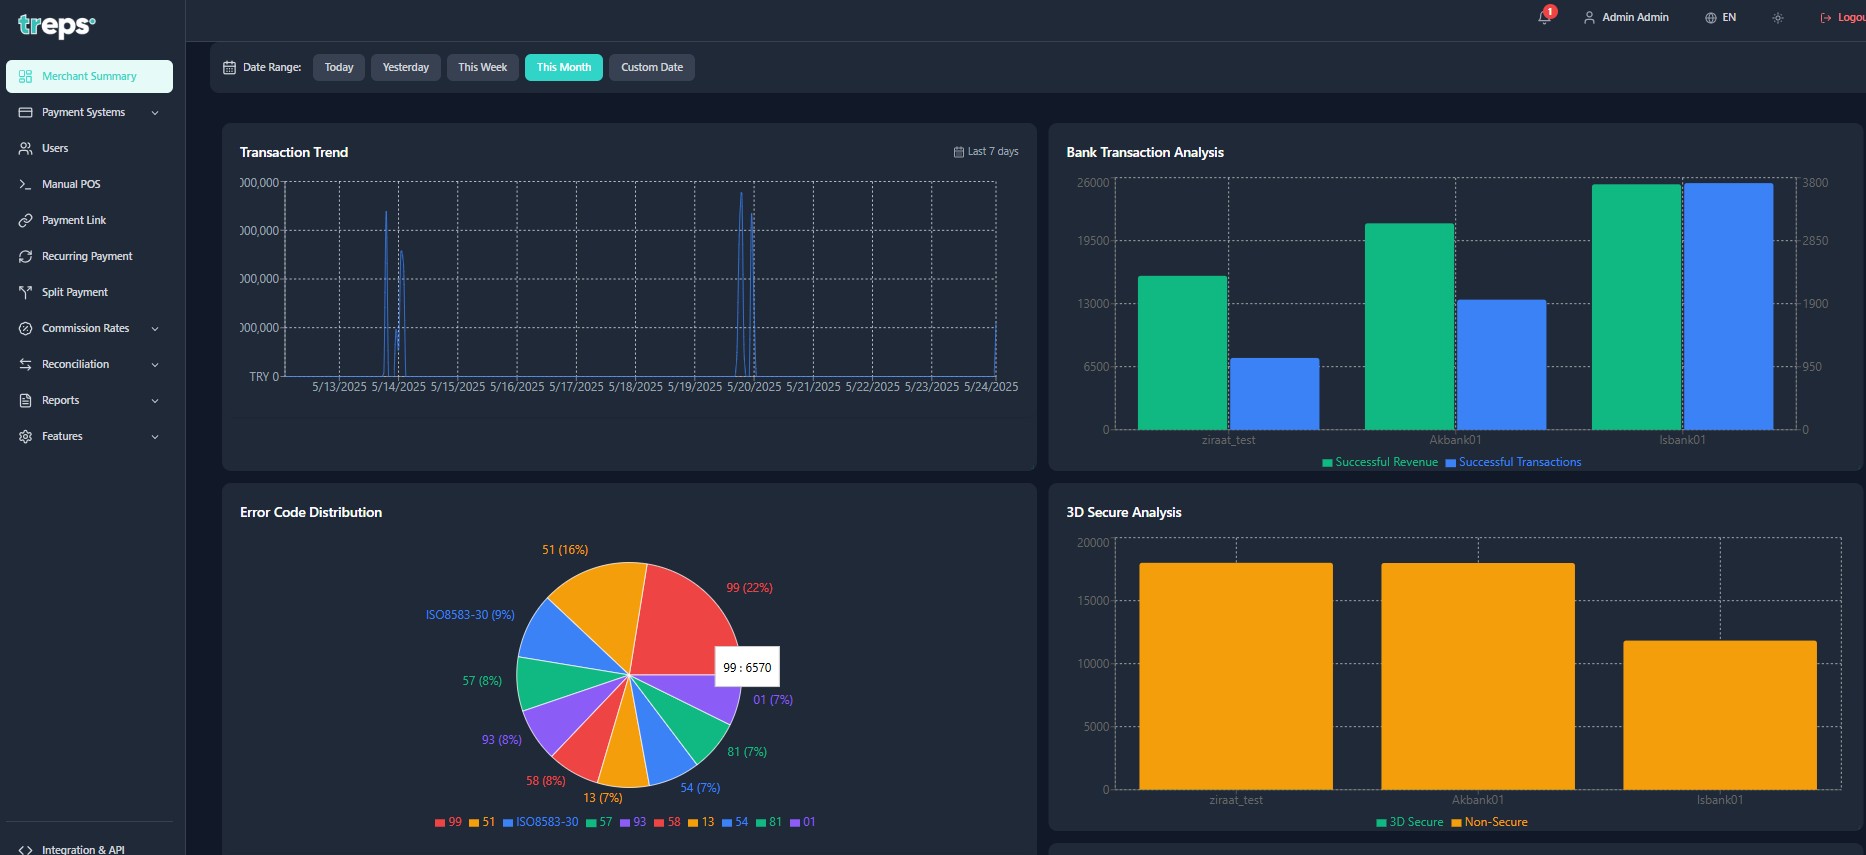 treps
1
Admin Admin
EN
Logou
Merchant Summary
Payment Systems
Users
Manual POS
Payment Link
Recurring Payment
Split Payment
Commission Rates
Reconciliation
Reports
Features
Integration & API
Date Range:
Today
Yesterday
This Week
This Month
Custom Date
Transaction Trend
Last 7 days
000,000
000,000
000,000
000,000
TRY 0
5/13/2025 5/14/2025 5/15/2025 5/16/2025 5/17/2025 5/18/2025 5/19/2025 5/20/2025 5/21/2025 5/22/2025 5/23/2025 5/24/2025
Bank Transaction Analysis
26000
19500
13000
6500
0
3800
2850
1900
950
0
ziraat_test
Akbank01
Isbank01
Successful Revenue
Successful Transactions
Error Code Distribution
51 (16%)
99 (22%)
ISO8583-30 (9%)
57 (8%)
99 : 6570
01 (7%)
93 (8%)
81 (7%)
58 (8%)
54 (7%)
13 (7%)
99 51 ISO8583-30 57 93 58 13 54 81 01
3D Secure Analysis
20000
15000
10000
5000
0
ziraat_test
Akbank01
Isbank01
3D Secure
Non-Secure